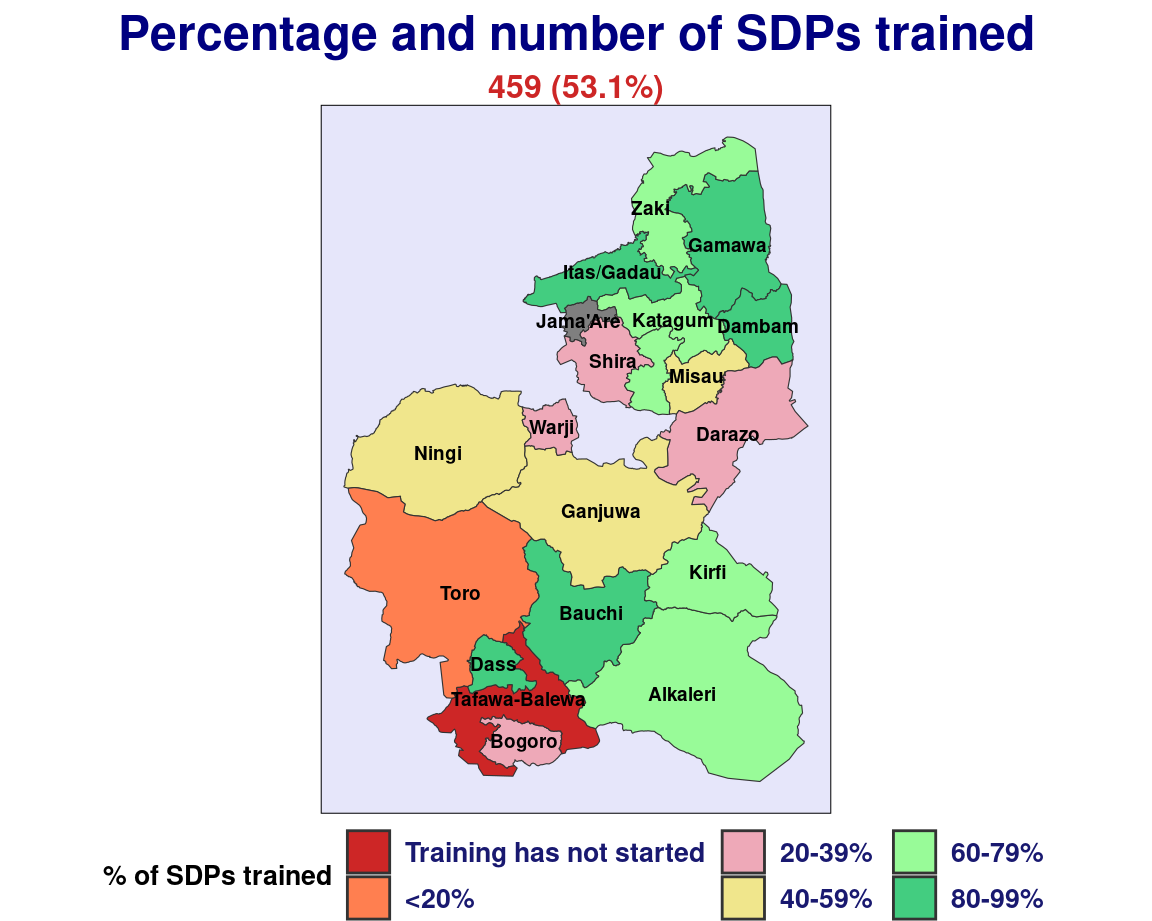 Percentage and number of SDPs trained
459 (53.1%)
Zaki
Gamawa
Itas/Gadau
Jama'Are
Katagum
Dambam
Shira
Misau
Warji
Darazo
Ningi
Ganjuwa
Kirfi
Toro
Bauchi
Dass
Alkaleri
Tafawa-Balewa
Bogoro
% of SDPs trained
Training has not started
<20%
20-39%
40-59%
60-79%
80-99%